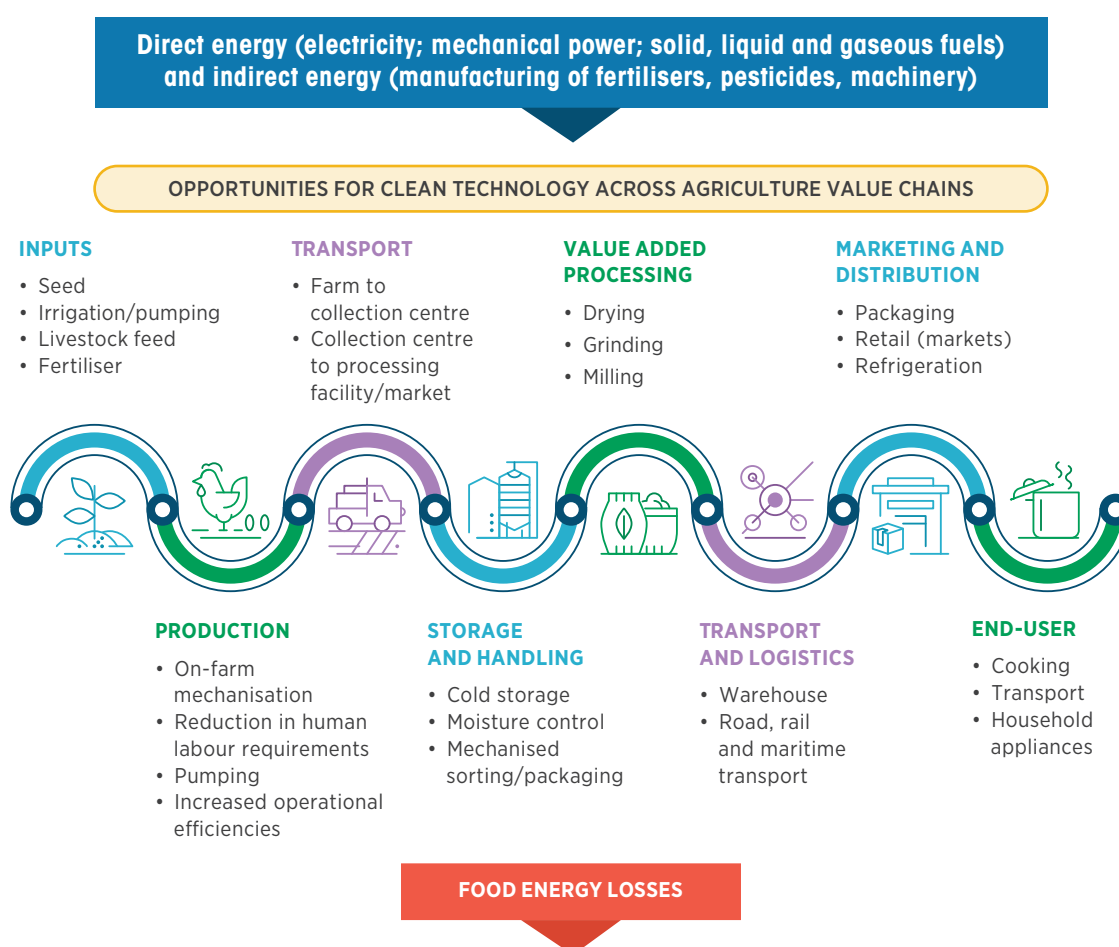 Direct energy (electricity; mechanical power; solid, liquid and gaseous fuels)
and indirect energy (manufacturing of fertilisers, pesticides, machinery)
OPPORTUNITIES FOR CLEAN TECHNOLOGY ACROSS AGRICULTURE VALUE CHAINS
INPUTS
• Seed
• Irrigation/pumping
• Livestock feed
• Fertiliser
TRANSPORT
• Farm to
collection centre
• Collection centre
to processing
facility/market
VALUE ADDED
PROCESSING
• Drying
• Grinding
• Milling
MARKETING AND
DISTRIBUTION
• Packaging
• Retail (markets)
• Refrigeration
PRODUCTION
• On-farm
mechanisation
• Reduction in human
labour requirements
• Pumping
• Increased operational
efficiencies
STORAGE
AND HANDLING
• Cold storage
• Moisture control
• Mechanised
sorting/packaging
TRANSPORT
AND LOGISTICS
• Warehouse
• Road, rail
and maritime
transport
END-USER
• Cooking
• Transport
• Household
appliances
FOOD ENERGY LOSSES